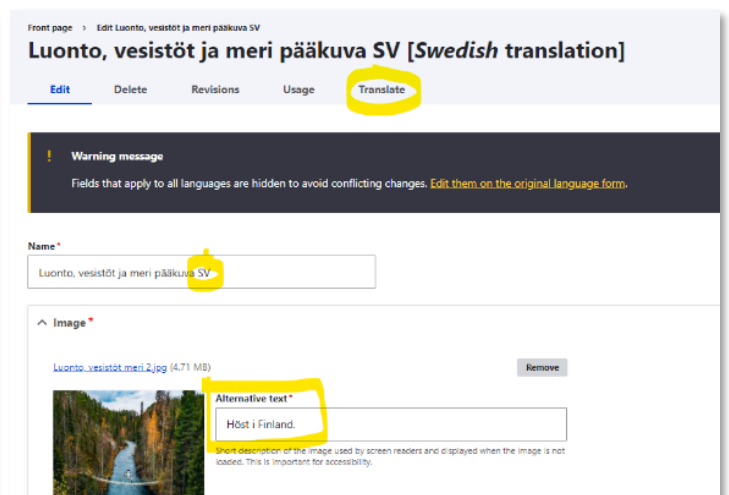 Front page > Edit Luonto, vesistöt ja meri pääkuva SV
Luonto, vesistöt ja meri pääkuva SV [Swedish translation]
Edit Delete Revisions Usage Translate
! Warning message
Fields that apply to all languages are hidden to avoid conflicting changes. Edit them on the original language form.
Name*
Luonto, vesistöt ja meri pääkuva SV
Image*
Luonto, vesistöt meri 2.jpg (4.71 MB)
Remove
Alternative text*
Höst i Finland.
Short description of the image used by screen readers and displayed when the image is not
loaded. This is important for accessibility.